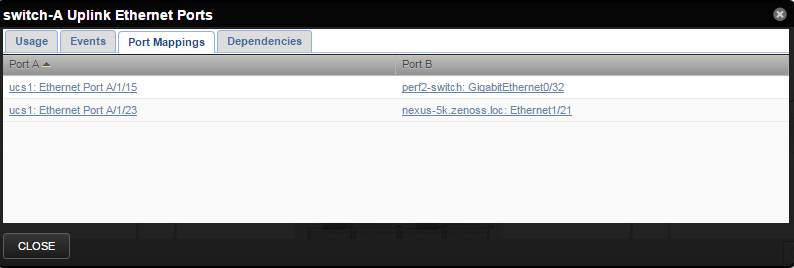 switch-A Uplink Ethernet Ports
Usage Events Port Mappings Dependencies
Port A Port B
ucs1: Ethernet Port A/1/15 perf2-switch: GigabitEthernet0/32
ucs1: Ethernet Port A/1/23 nexus-5k.zenoss.loc: Ethernet1/21
CLOSE